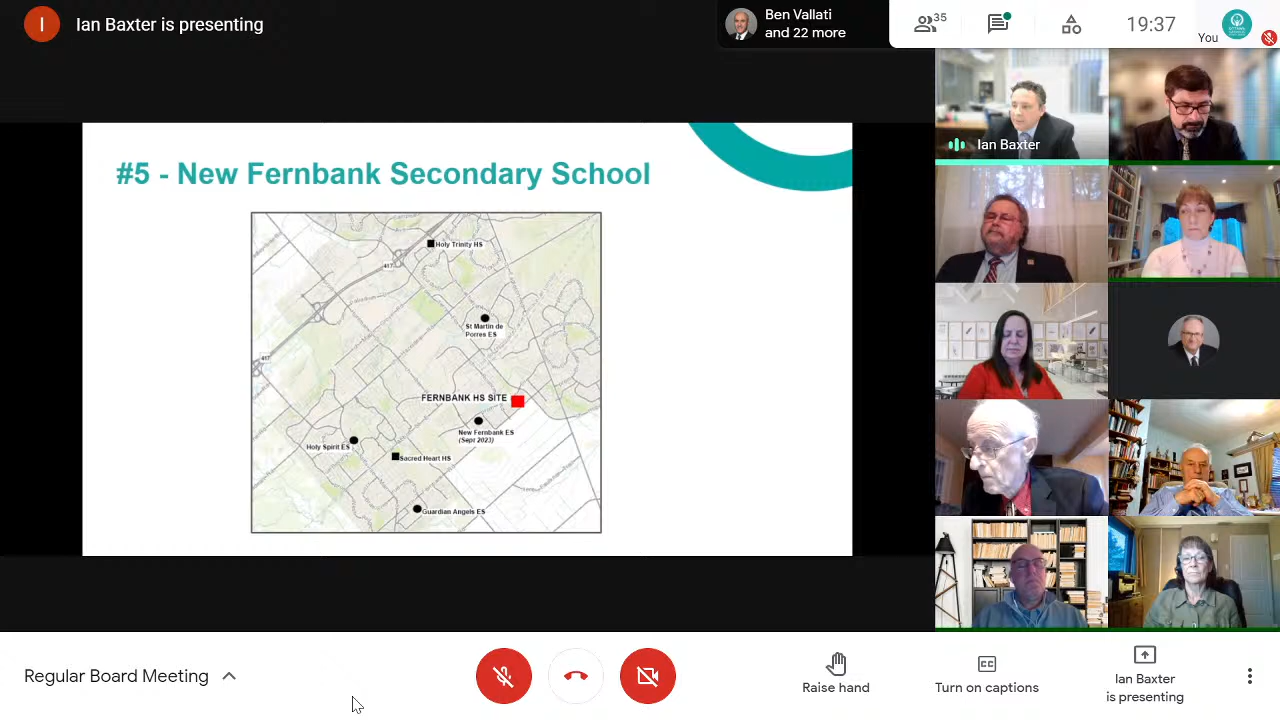 I
Ian Baxter is presenting
Ben Vallati
and 22 more
35
19:37
You
Ian Baxter
#5 - New Fernbank Secondary School
Holy Trinity HS
417
St Martin de
Porres ES
417
FERNBANK HS SITE
New Fernbank ES
(Sept 2023)
Holy Spirit ES
Sacred Heart HS
Guardian Angels ES
Regular Board Meeting
Raise hand
CC
Turn on captions
Ian Baxter
is presenting